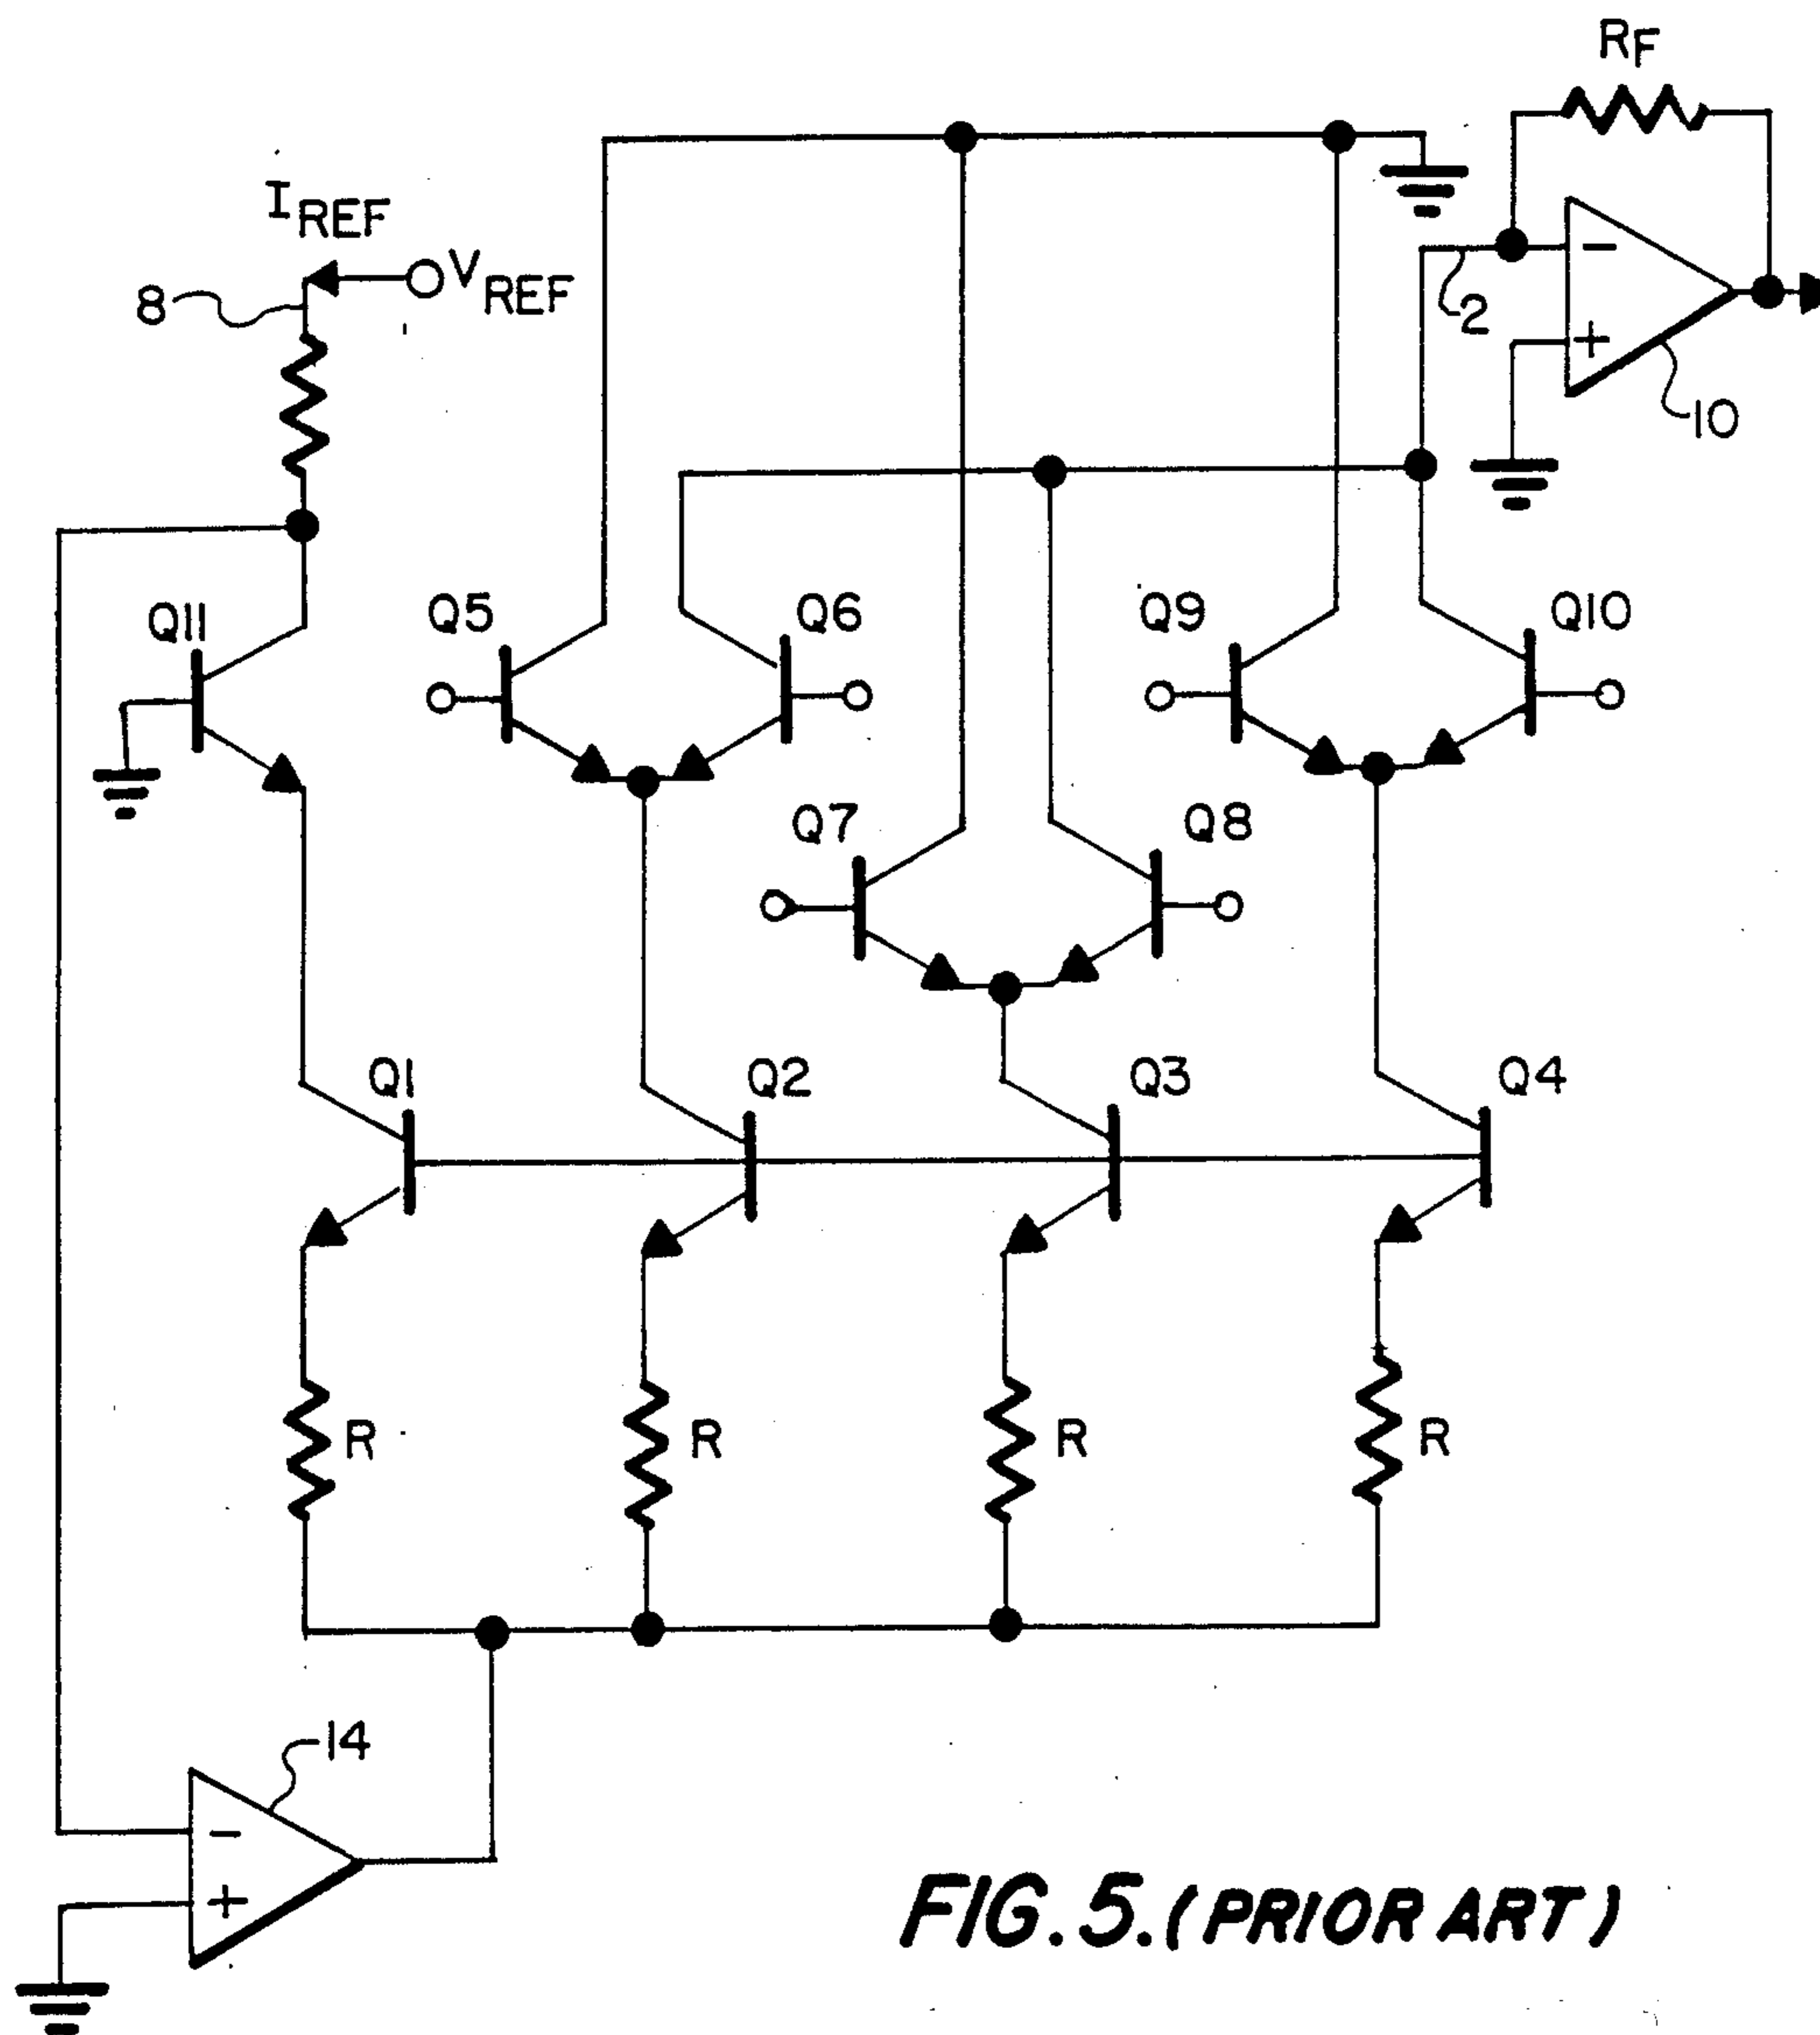 RF
IREF
VREF
8
2
10
Q11
Q5
Q6
Q9
Q10
Q7
Q8
Q1
Q2
Q3
Q4
R
R
R
R
14
−
+
−
+
FIG. 5. (PRIOR ART)